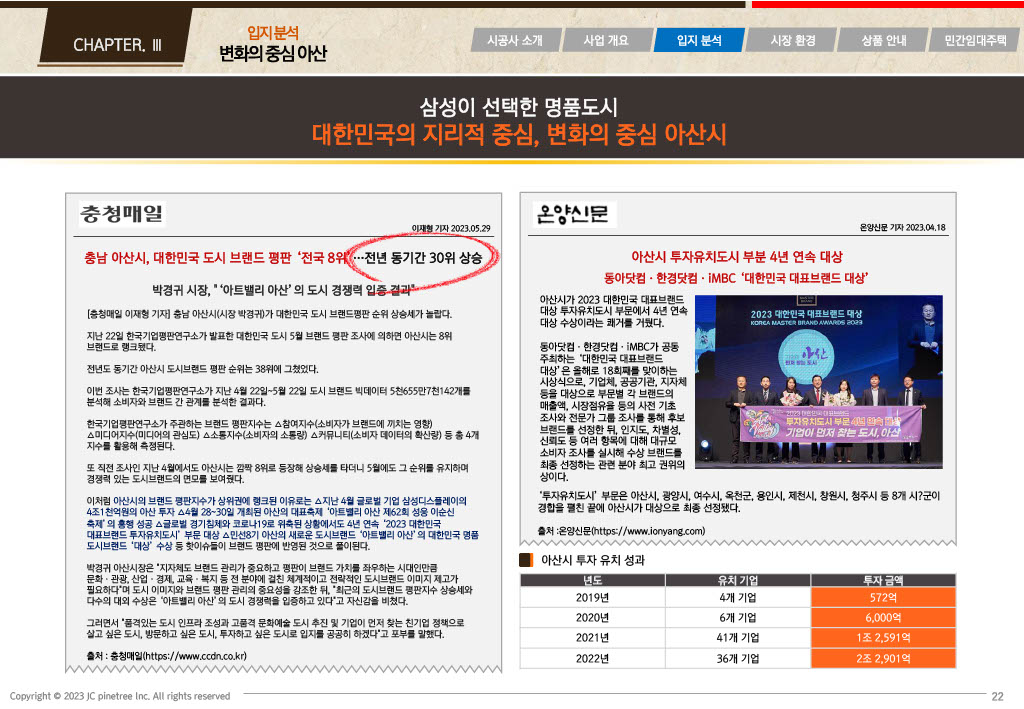 CHAPTER. Ⅲ
입지 분석
변화의 중심 아산
시공사 소개
사업 개요
입지 분석
시장 환경
상품 안내
민간임대주택
삼성이 선택한 명품도시
대한민국의 지리적 중심, 변화의 중심 아산시
충청매일
이재형 기자 2023.05.29
충남 아산시, 대한민국 도시 브랜드 평판 ‘전국 8위’…전년 동기간 30위 상승
박경귀 시장, "‘아트밸리 아산’의 도시 경쟁력 입증 결과"
[충청매일 이재형 기자] 충남 아산시(시장 박경귀)가 대한민국 도시 브랜드평판 순위 상승세가 놀랍다.
지난 22일 한국기업평판연구소가 발표한 대한민국 도시 5월 브랜드 평판 조사에 의하면 아산시는 8위
브랜드로 랭크됐다.
전년도 동기간 아산시 도시브랜드 평판 순위는 38위에 그쳤었다.
이번 조사는 한국기업평판연구소가 지난 4월 22일~5월 22일 도시 브랜드 빅데이터 5천655만7천142개를
분석해 소비자와 브랜드 간 관계를 분석한 결과다.
한국기업평판연구소가 주관하는 브랜드 평판지수는 △참여지수(소비자가 브랜드에 끼치는 영향)
△미디어지수(미디어의 관심도) △소통지수(소비자의 소통량) △커뮤니티(소비자 데이터의 확산량) 등 총 4개
지수를 활용해 측정된다.
또 직전 조사인 지난 4월에서도 아산시는 깜짝 8위로 등장해 상승세를 타더니 5월에도 그 순위를 유지하며
경쟁력 있는 도시브랜드의 면모를 보여줬다.
이처럼 아산시의 브랜드 평판지수가 상위권에 랭크된 이유로는 △지난 4월 글로벌 기업 삼성디스플레이의
4조1천억원의 아산 투자 △4월 28~30일 개최된 아산의 대표축제 ‘아트밸리 아산 제62회 성웅 이순신
축제’의 흥행 성공 △글로벌 경기침체와 코로나19로 위축된 상황에서도 4년 연속 ‘2023 대한민국
대표브랜드 투자유치도시’ 부문 대상 △민선8기 아산의 새로운 도시브랜드 ‘아트밸리 아산’의 대한민국 명품
도시브랜드 ‘대상’ 수상 등 핫이슈들이 브랜드 평판에 반영된 것으로 풀이된다.
박경귀 아산시장은 "지자체도 브랜드 관리가 중요하고 평판이 브랜드 가치를 좌우하는 시대인만큼
문화·관광, 산업·경제, 교육·복지 등 전 분야에 걸친 체계적이고 전략적인 도시브랜드 이미지 제고가
필요하다"며 도시 이미지와 브랜드 평판 관리의 중요성을 강조한 뒤, "최근의 도시브랜드 평판지수 상승세와
다수의 대외 수상은 ‘아트밸리 아산’의 도시 경쟁력을 입증하고 있다"고 자신감을 비쳤다.
그러면서 "품격있는 도시 인프라 조성과 고품격 문화예술 도시 추진 및 기업이 먼저 찾는 친기업 정책으로
살고 싶은 도시, 방문하고 싶은 도시, 투자하고 싶은 도시로 입지를 공공히 하겠다"고 포부를 말했다.
출처 : 충청매일(https://www.ccdn.co.kr)
온양신문
온양신문 기자 2023.04.18
아산시 투자유치도시 부분 4년 연속 대상
동아닷컴·한경닷컴·iMBC ‘대한민국 대표브랜드 대상’
아산시가 2023 대한민국 대표브랜드
대상 투자유치도시 부문에서 4년 연속
대상 수상이라는 쾌거를 거뒀다.
동아닷컴·한경닷컴·iMBC가 공동
주최하는 ‘대한민국 대표브랜드
대상’은 올해로 18회째를 맞이하는
시상식으로, 기업체, 공공기관, 지자체
등을 대상으로 부문별 각 브랜드의
매출액, 시장점유율 등의 사전 기초
조사와 전문가 그룹 조사를 통해 후보
브랜드를 선정한 뒤, 인지도, 차별성,
신뢰도 등 여러 항목에 대해 대규모
소비자 조사를 실시해 수상 브랜드를
최종 선정하는 관련 분야 최고 권위의
상이다.
2023 대한민국 대표브랜드 대상
KOREA MASTER BRAND AWARDS 2023
아산
2023 대한민국 대표브랜드
투자유치도시 부문 4년 연속 대상
기업이 먼저 찾는 도시, 아산
‘투자유치도시’ 부문은 아산시, 광양시, 여수시, 옥천군, 용인시, 제천시, 창원시, 청주시 등 8개 시?군이
경합을 펼친 끝에 아산시가 대상으로 최종 선정됐다.
출처 :온양신문(https://www.ionyang.com)
아산시 투자 유치 성과
년도 유치 기업 투자 금액
2019년 4개 기업 572억
2020년 6개 기업 6,000억
2021년 41개 기업 1조 2,591억
2022년 36개 기업 2조 2,901억
Copyright © 2023 JC pinetree Inc. All rights reserved
22